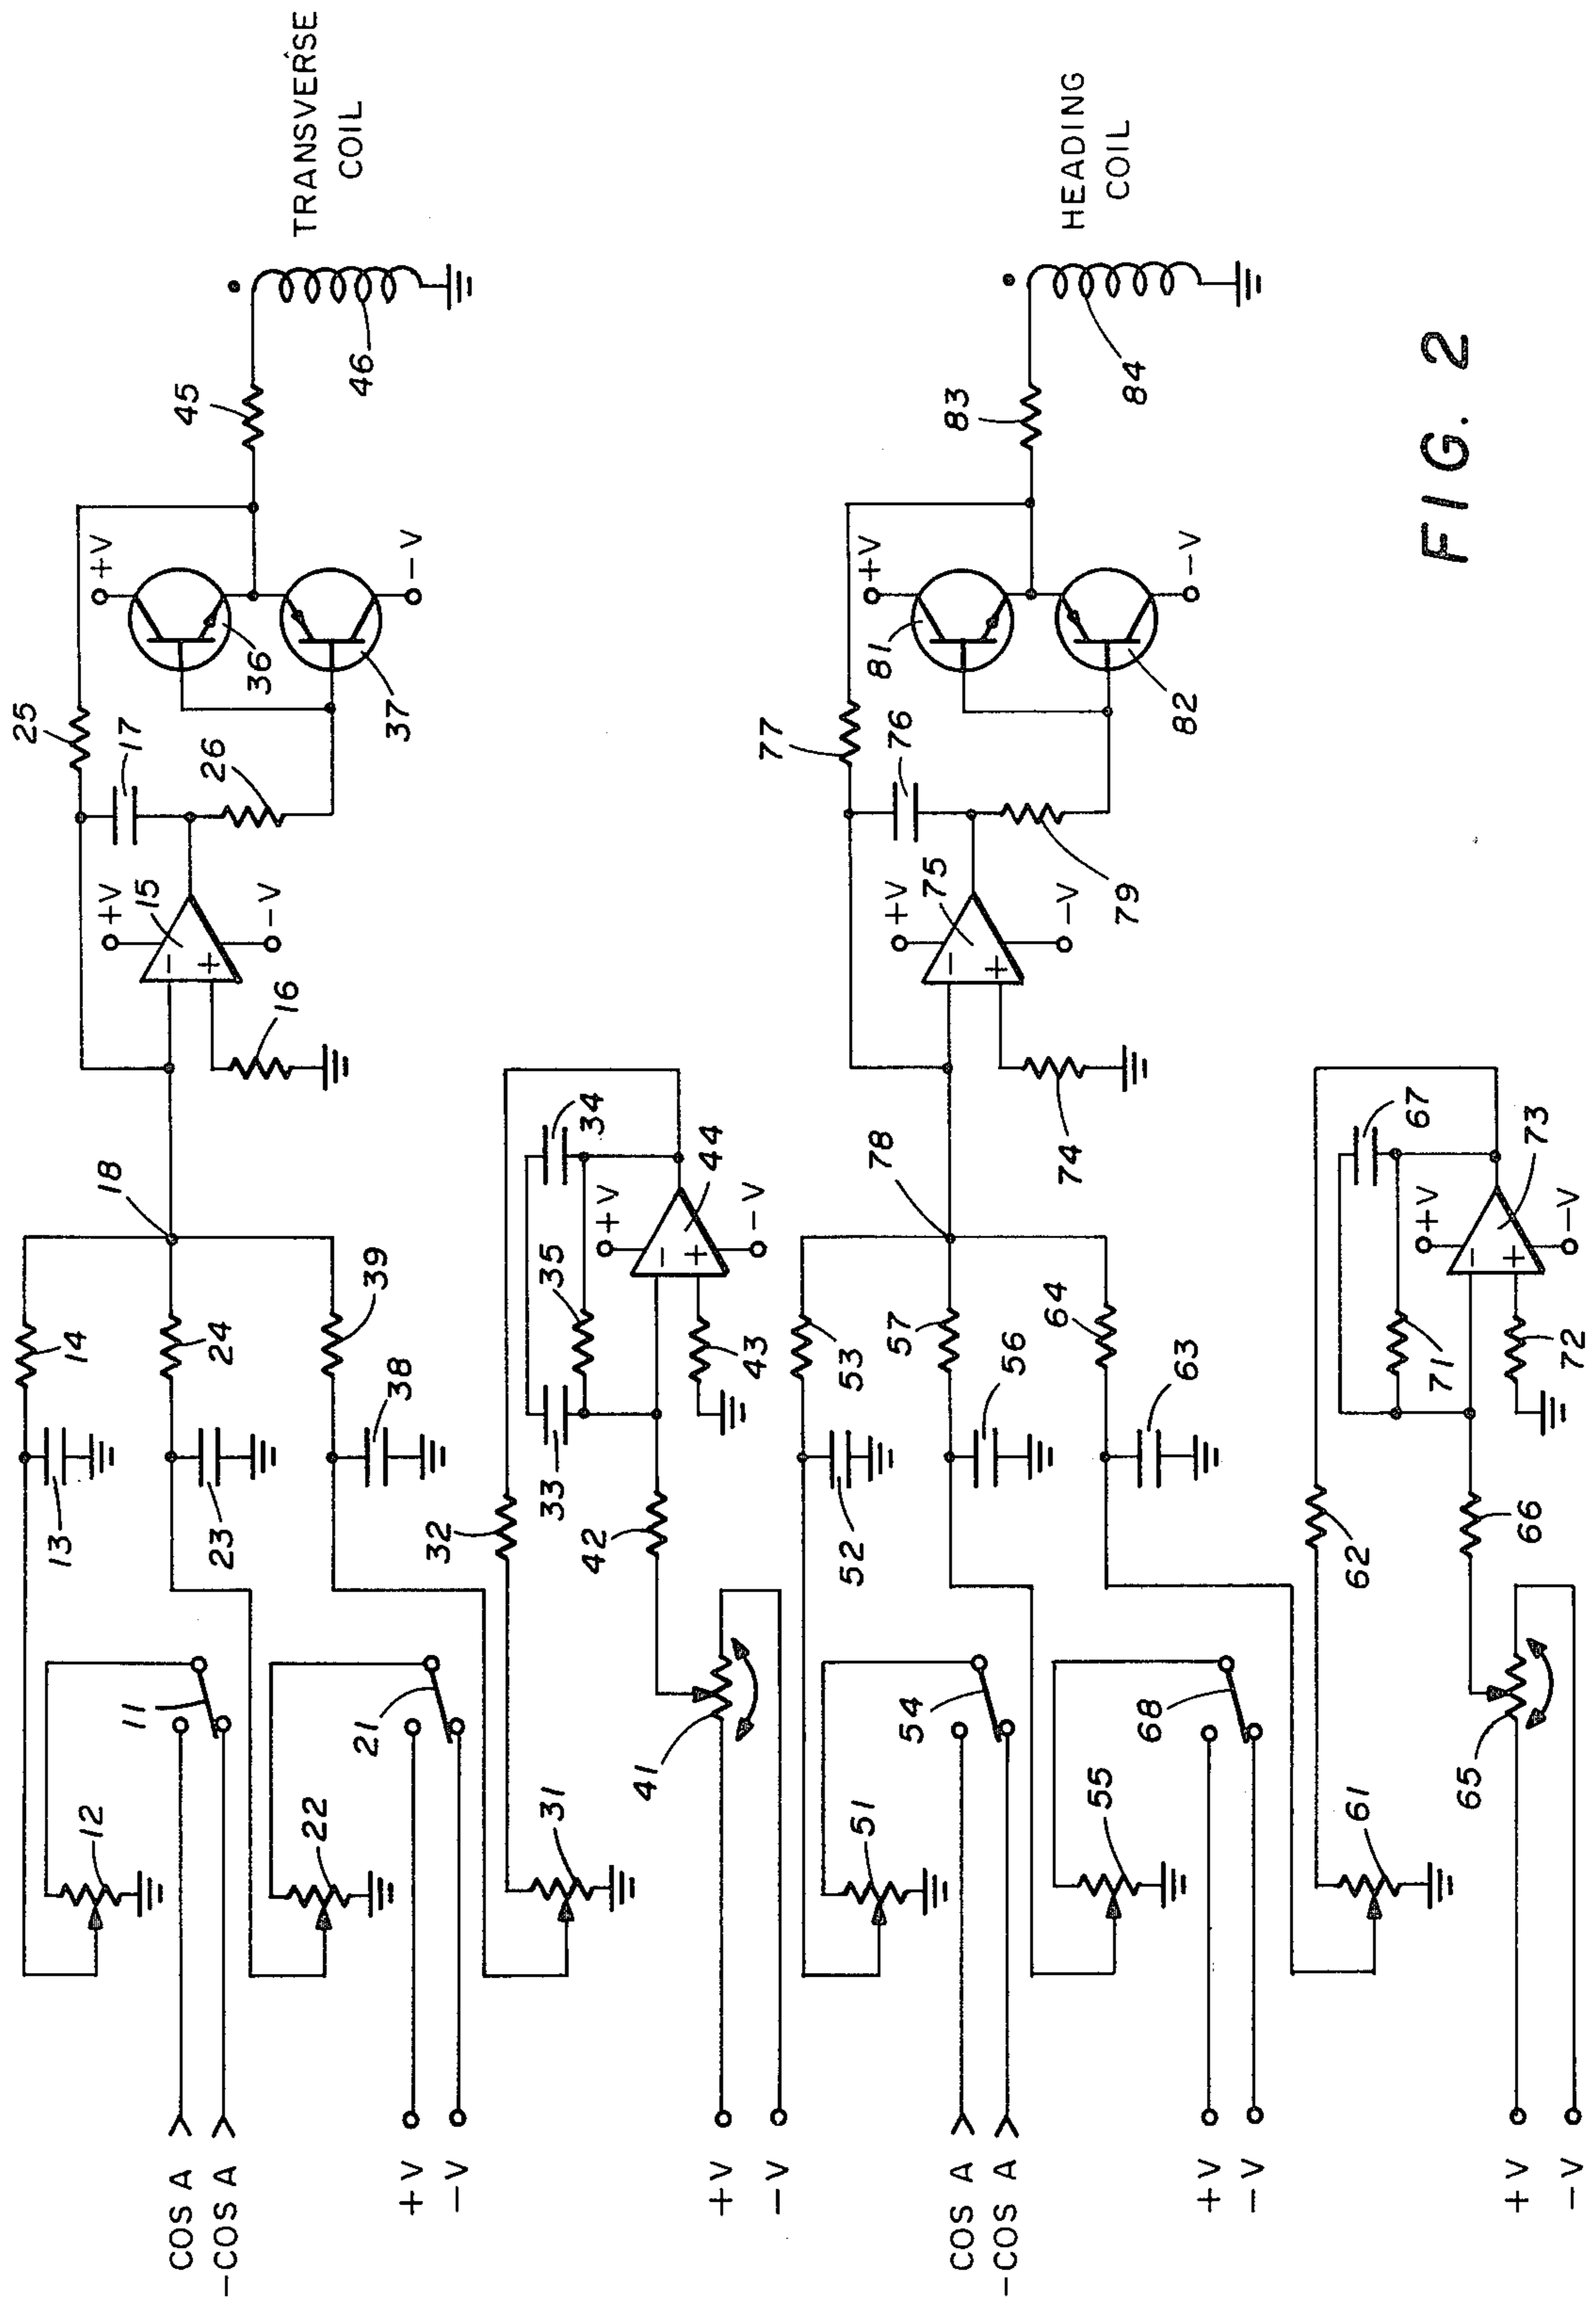 TRANSVERSE
COIL
25
17
+V
36
45
46
26
37
-V
+V
15
-
+
-V
16
18
14
13
24
23
39
38
11
12
COS A
-COS A
21
22
+V
-V
34
33
35
+V
44
-
+
-V
43
32
42
31
41
+V
-V
HEADING
COIL
77
76
+V
81
83
84
82
-V
+V
75
-
+
-V
79
74
78
53
52
57
56
64
63
54
51
COS A
-COS A
68
55
+V
-V
67
71
+V
73
-
+
-V
72
62
66
61
65
+V
-V
FIG. 2